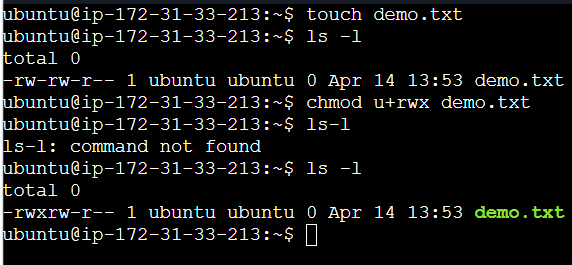 ubuntu@ip-172-31-33-213:~$ touch demo.txt
ubuntu@ip-172-31-33-213:~$ ls -l
total 0
-rw-rw-r-- 1 ubuntu ubuntu 0 Apr 14 13:53 demo.txt
ubuntu@ip-172-31-33-213:~$ chmod u+rwx demo.txt
ubuntu@ip-172-31-33-213:~$ ls-l
ls-l: command not found
ubuntu@ip-172-31-33-213:~$ ls -l
total 0
-rwxrw-r-- 1 ubuntu ubuntu 0 Apr 14 13:53 demo.txt
ubuntu@ip-172-31-33-213:~$